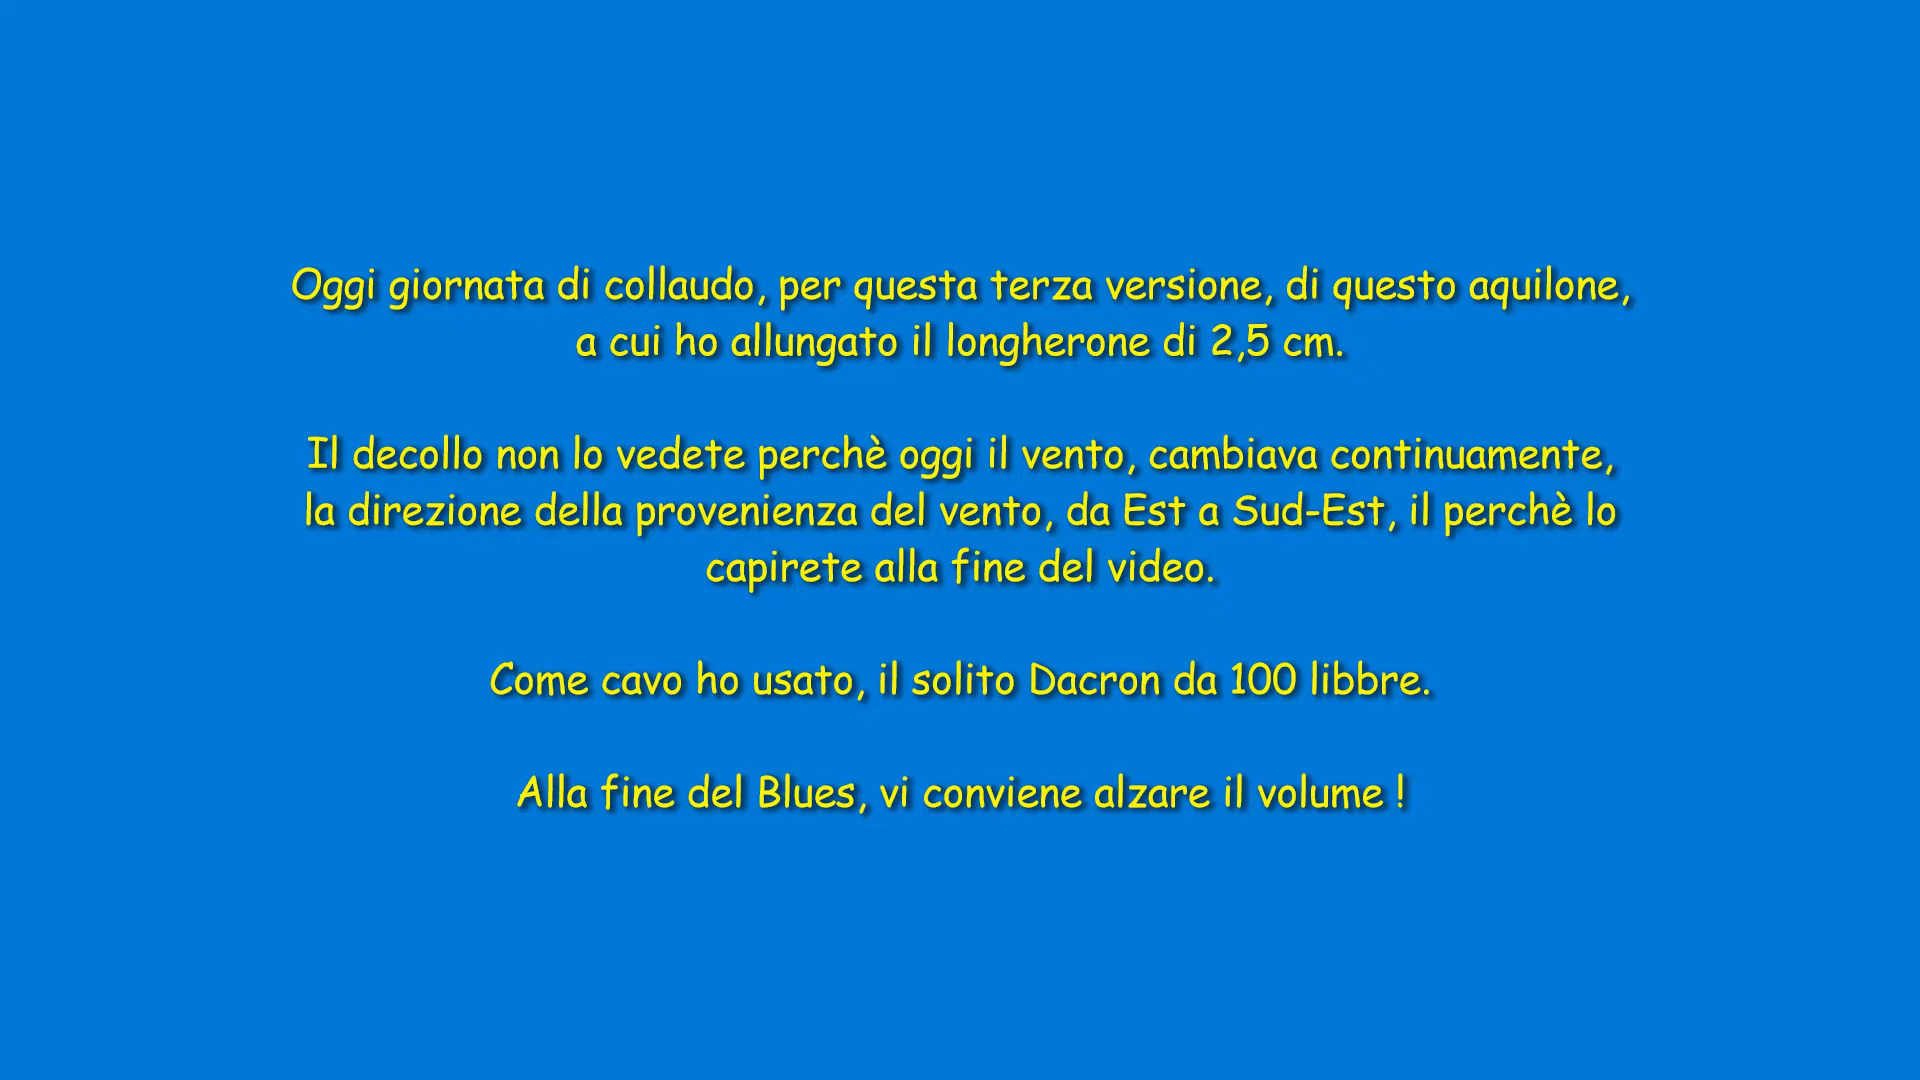 Oggi giornata di collaudo, per questa terza versione, di questo aquilone,
a cui ho allungato il longherone di 2,5 cm.
Il decollo non lo vedete perchè oggi il vento, cambiava continuamente,
la direzione della provenienza del vento, da Est a Sud-Est, il perchè lo
capirete alla fine del video.
Come cavo ho usato, il solito Dacron da 100 libbre.
Alla fine del Blues, vi conviene alzare il volume !